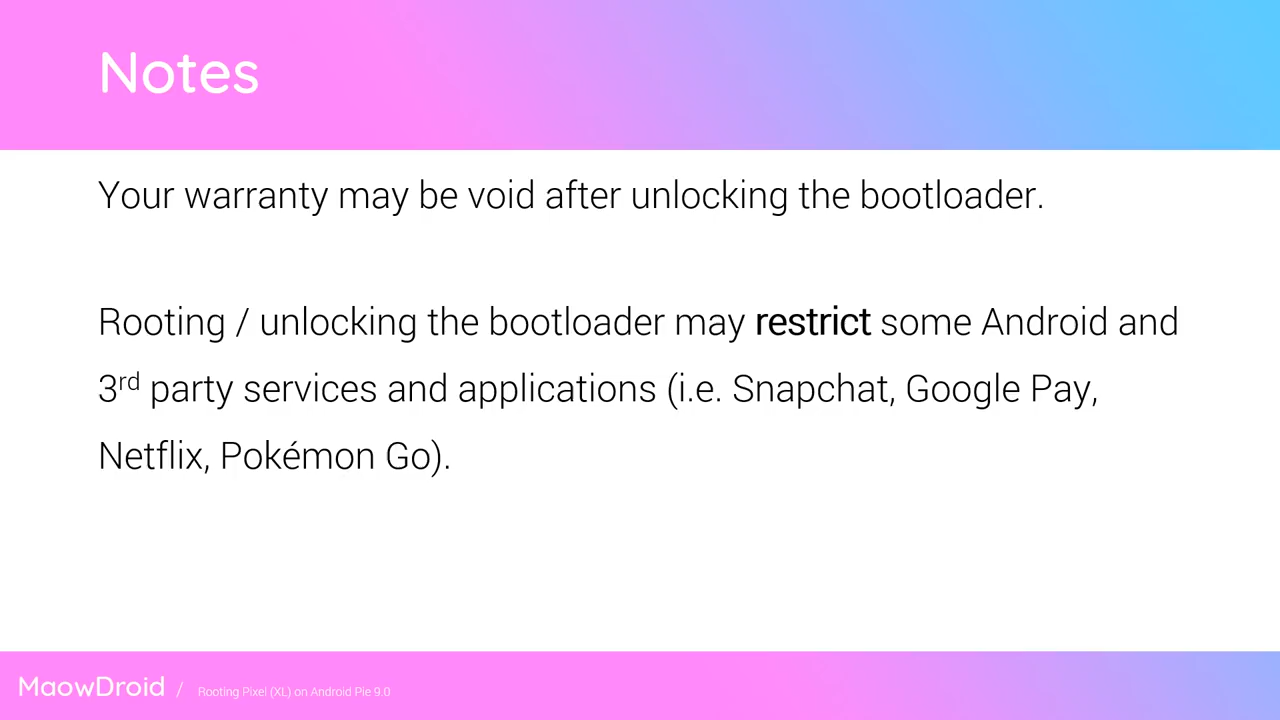 Notes
Your warranty may be void after unlocking the bootloader.
Rooting / unlocking the bootloader may restrict some Android and
3rd party services and applications (i.e. Snapchat, Google Pay,
Netflix, Pokémon Go).
MaowDroid / Rooting Pixel (XL) on Android Pie 9.0